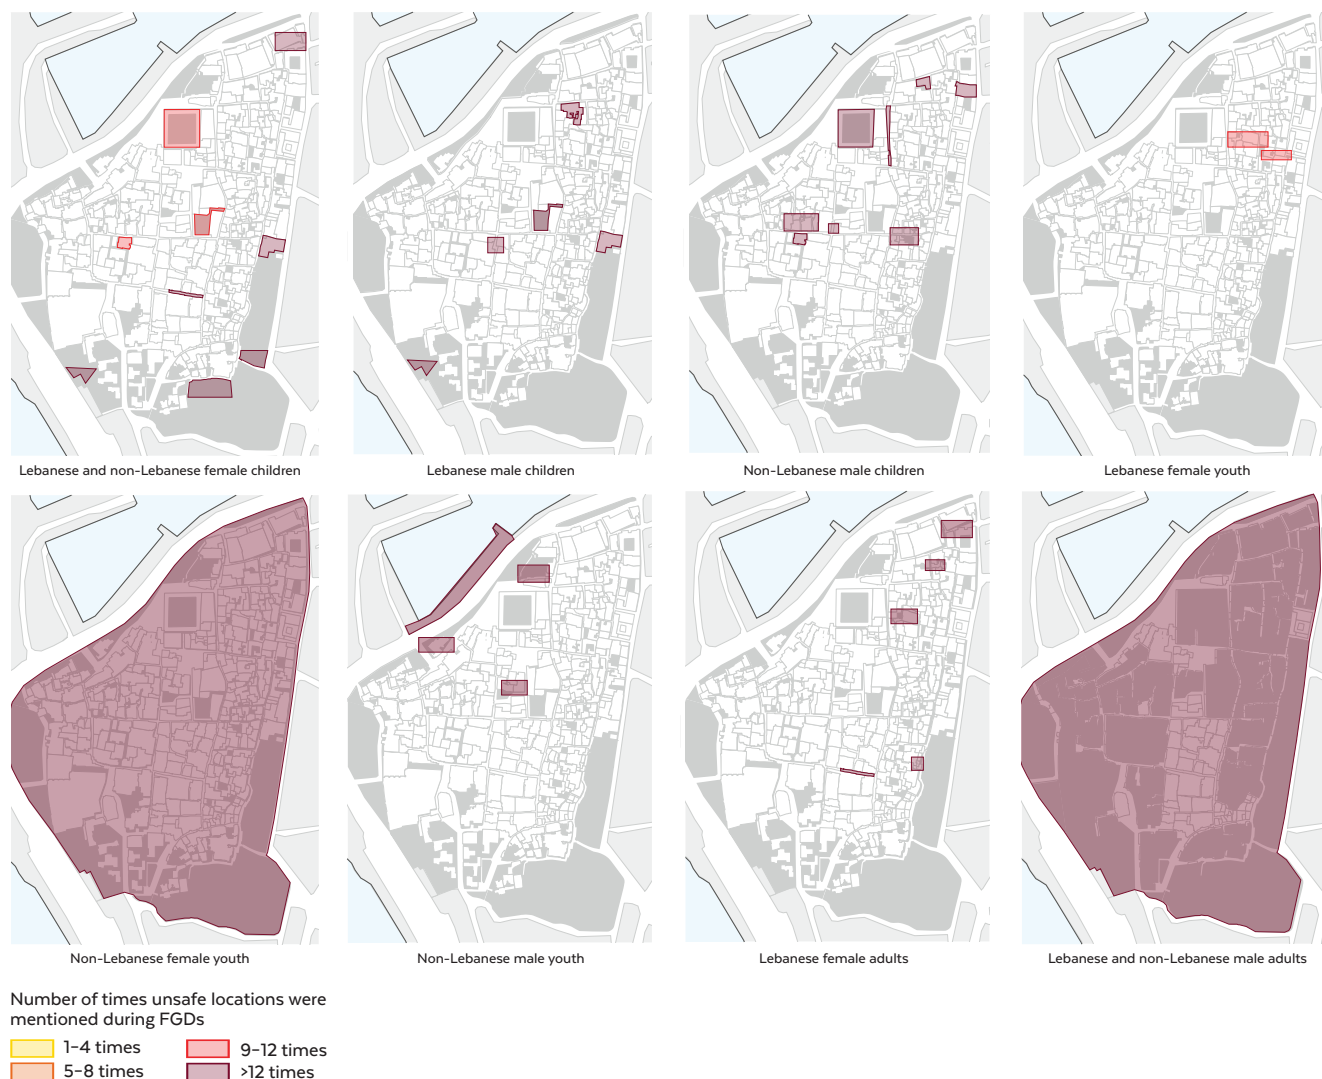 Lebanese and non-Lebanese female children
Lebanese male children
Non-Lebanese male children
Lebanese female youth
Non-Lebanese female youth
Non-Lebanese male youth
Lebanese female adults
Lebanese and non-Lebanese male adults
Number of times unsafe locations were
mentioned during FGDs
1-4 times
9-12 times
5-8 times
>12 times